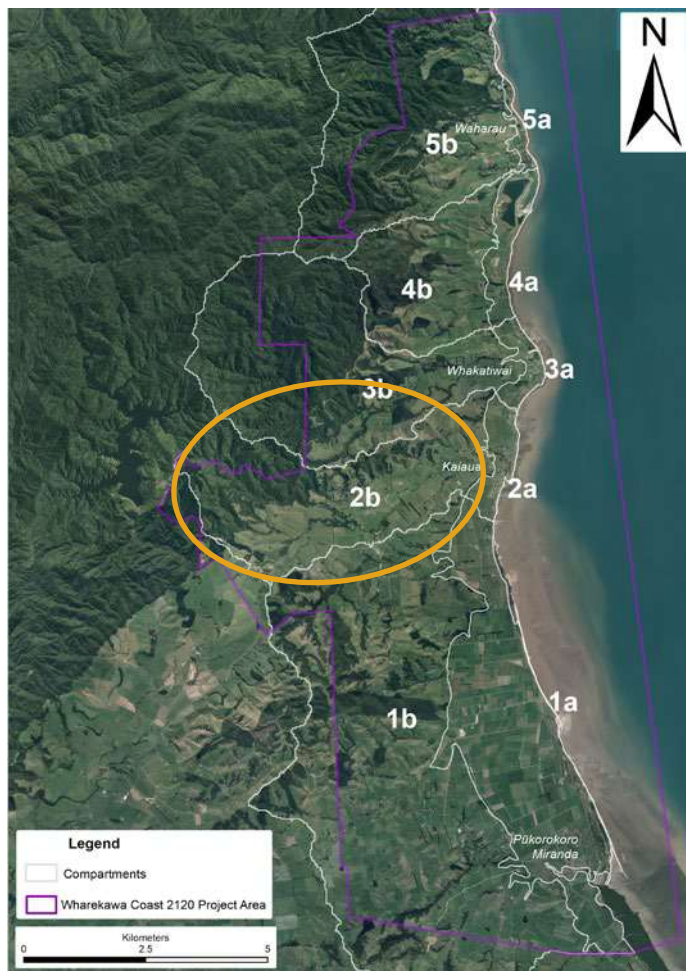 N
5a
Waharau
5b
4a
4b
Whakatiwai
3a
3b
Kaiaua
2a
2b
1a
1b
Pūkorokoro
Miranda
Legend
Compartments
Wharekawa Coast 2120 Project Area
Kilometers
0 2.5 5